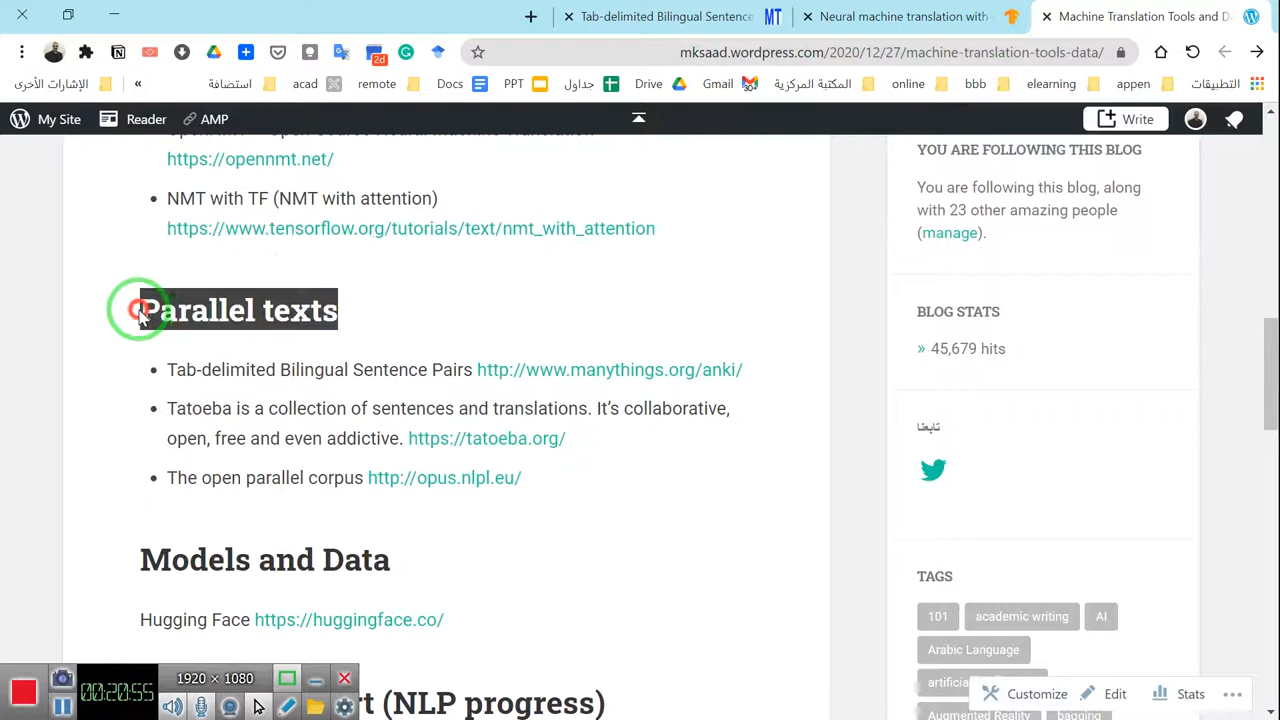 Tab-delimited Bilingual Sentence
MT
Neural machine translation with
Machine Translation Tools and Da
2d
mksaad.wordpress.com/2020/12/27/machine-translation-tools-data/
الإشارات الأخرى
«
استضافة
acad
remote
Docs
PPT
جداول
Drive
Gmail
المكتبة المركزية
online
bbb
elearning
appen
التطبيقات
My Site
Reader
AMP
Write
https://opennmt.net/
NMT with TF (NMT with attention)
https://www.tensorflow.org/tutorials/text/nmt_with_attention
Parallel texts
Tab-delimited Bilingual Sentence Pairs http://www.manythings.org/anki/
Tatoeba is a collection of sentences and translations. It’s collaborative,
open, free and even addictive. https://tatoeba.org/
The open parallel corpus http://opus.nlpl.eu/
Models and Data
Hugging Face https://huggingface.co/
(NLP progress)
YOU ARE FOLLOWING THIS BLOG
You are following this blog, along
with 23 other amazing people
(manage).
BLOG STATS
» 45,679 hits
تابعنا
TAGS
101
academic writing
AI
Arabic Language
Augmented Reality
bagging
Customize
Edit
Stats
00:20:55
1920 × 1080